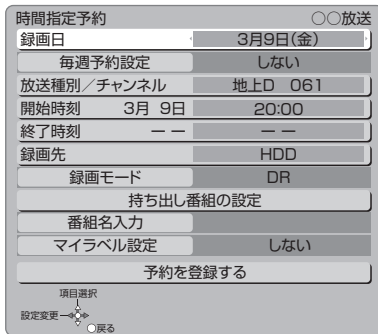 時間指定予約 ○○放送
録画日 3月9日(金)
毎週予約設定 しない
放送種別/チャンネル 地上D 061
開始時刻 3月 9日 20:00
終了時刻 -- --
録画先 HDD
録画モード DR
持ち出し番組の設定
番組名入力
マイラベル設定 しない
予約を登録する
項目選択
設定変更
戻る